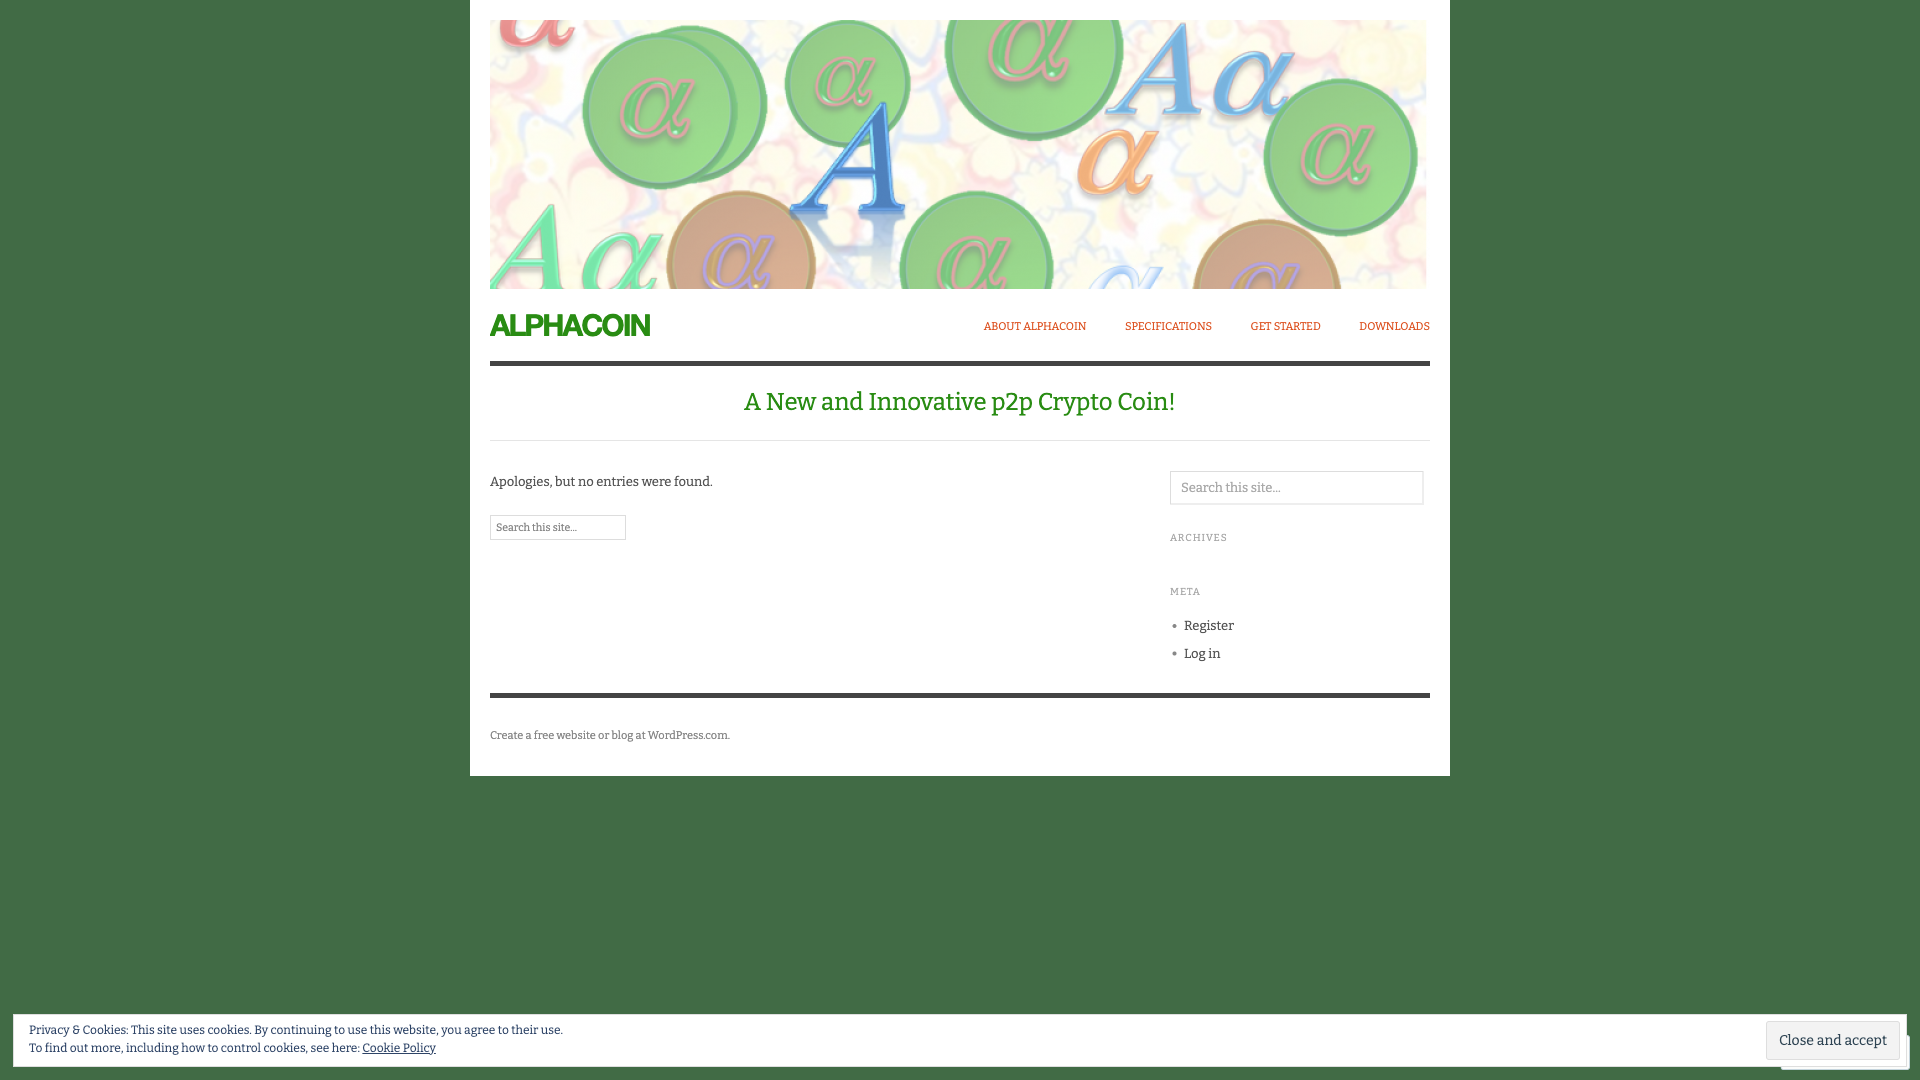 α
α
α
α
Aα
A
α
α
Aα
α
α
α
α
ALPHACOIN
ABOUT ALPHACOIN
SPECIFICATIONS
GET STARTED
DOWNLOADS
A New and Innovative p2p Crypto Coin!
Apologies, but no entries were found.
Search this site...
Search this site...
ARCHIVES
META
Register
Log in
Create a free website or blog at WordPress.com.
Privacy & Cookies: This site uses cookies. By continuing to use this website, you agree to their use.
To find out more, including how to control cookies, see here: Cookie Policy
Close and accept